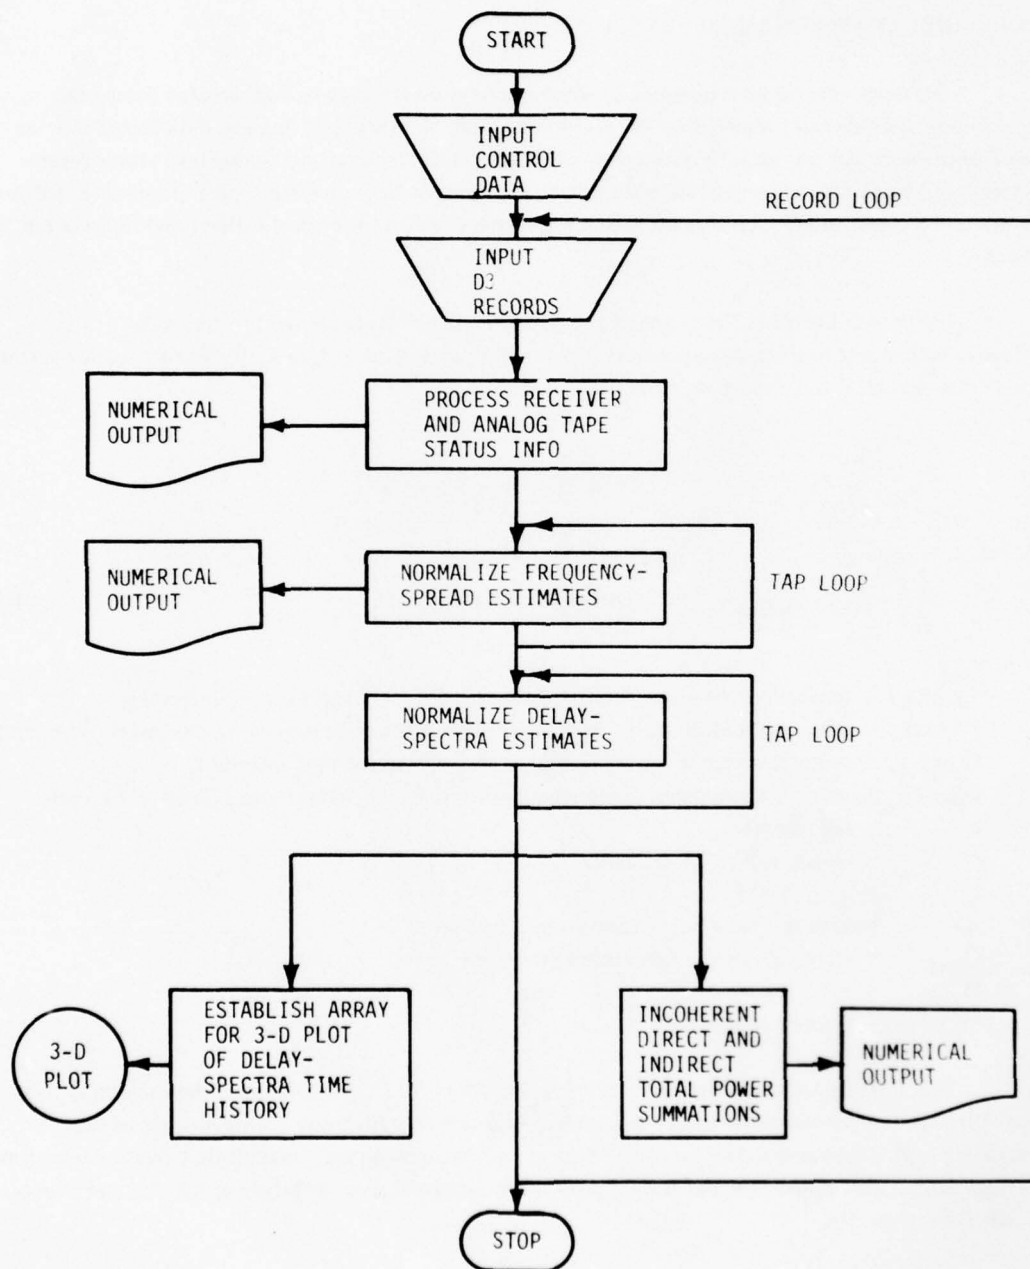 START
INPUT
CONTROL
DATA
RECORD LOOP
INPUT
D3
RECORDS
NUMERICAL
OUTPUT
PROCESS RECEIVER
AND ANALOG TAPE
STATUS INFO
NUMERICAL
OUTPUT
NORMALIZE FREQUENCY-
SPREAD ESTIMATES
TAP LOOP
NORMALIZE DELAY-
SPECTRA ESTIMATES
TAP LOOP
3-D
PLOT
ESTABLISH ARRAY
FOR 3-D PLOT
OF DELAY-
SPECTRA TIME
HISTORY
INCOHERENT
DIRECT AND
INDIRECT
TOTAL POWER
SUMMATIONS
NUMERICAL
OUTPUT
STOP